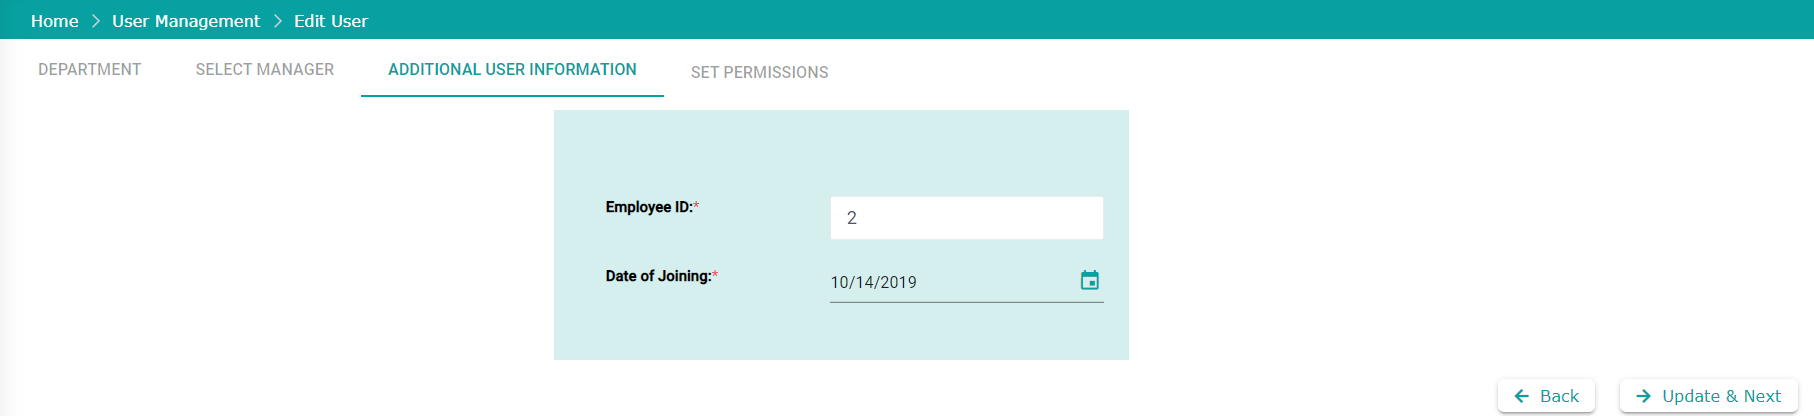 Home > User Management > Edit User
DEPARTMENT SELECT MANAGER ADDITIONAL USER INFORMATION SET PERMISSIONS
Employee ID:* 2
Date of Joining:* 10/14/2019
Back Update & Next